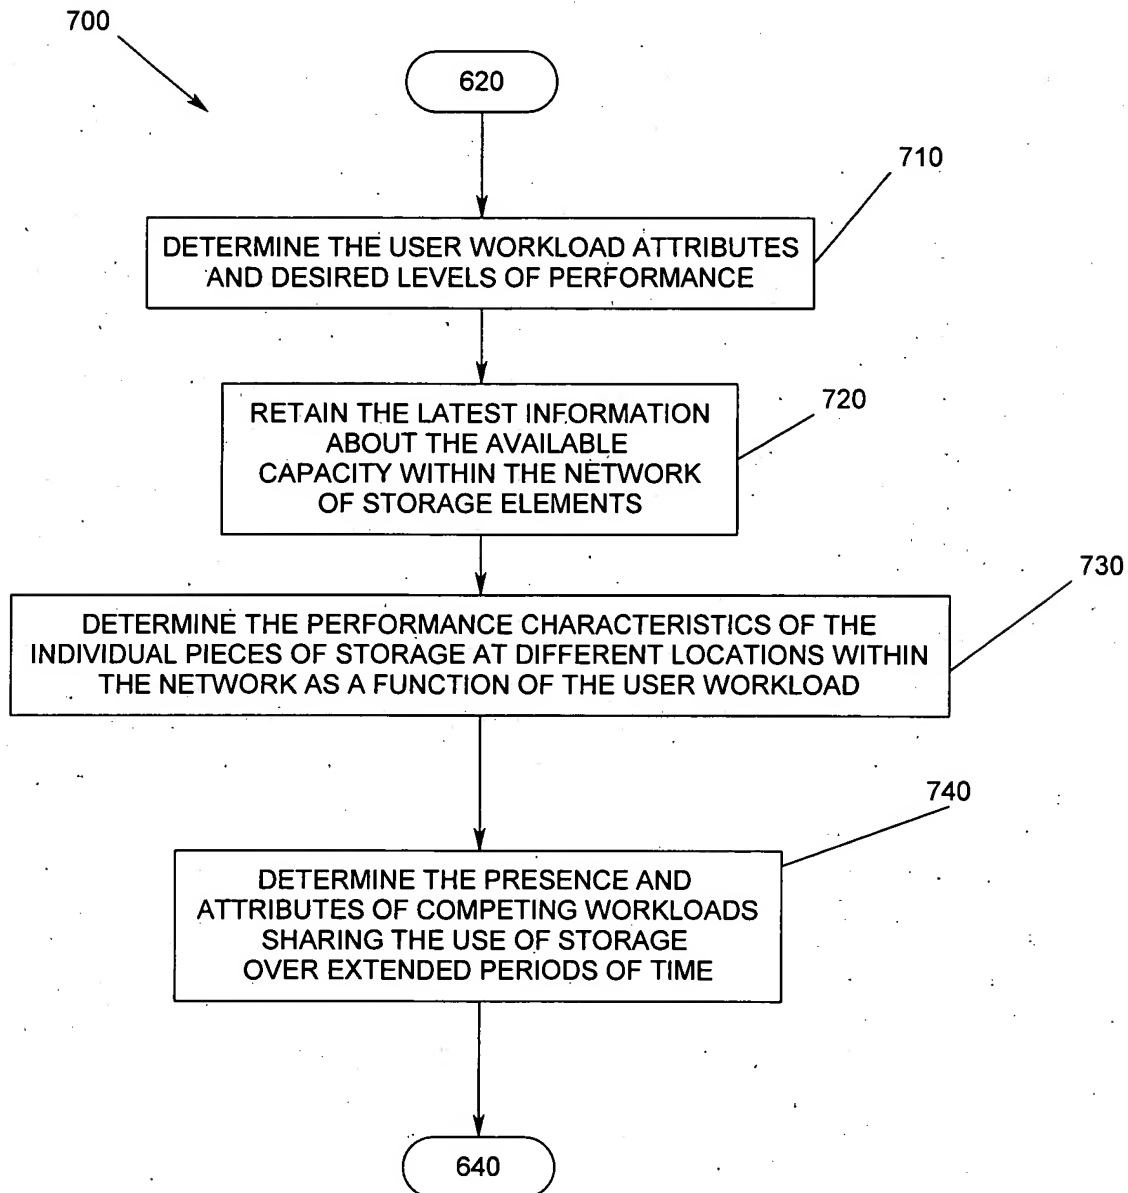 700
620
710
DETERMINE THE USER WORKLOAD ATTRIBUTES
AND DESIRED LEVELS OF PERFORMANCE
720
RETAIN THE LATEST INFORMATION
ABOUT THE AVAILABLE
CAPACITY WITHIN THE NETWORK
OF STORAGE ELEMENTS
730
DETERMINE THE PERFORMANCE CHARACTERISTICS OF THE
INDIVIDUAL PIECES OF STORAGE AT DIFFERENT LOCATIONS WITHIN
THE NETWORK AS A FUNCTION OF THE USER WORKLOAD
740
DETERMINE THE PRESENCE AND
ATTRIBUTES OF COMPETING WORKLOADS
SHARING THE USE OF STORAGE
OVER EXTENDED PERIODS OF TIME
640